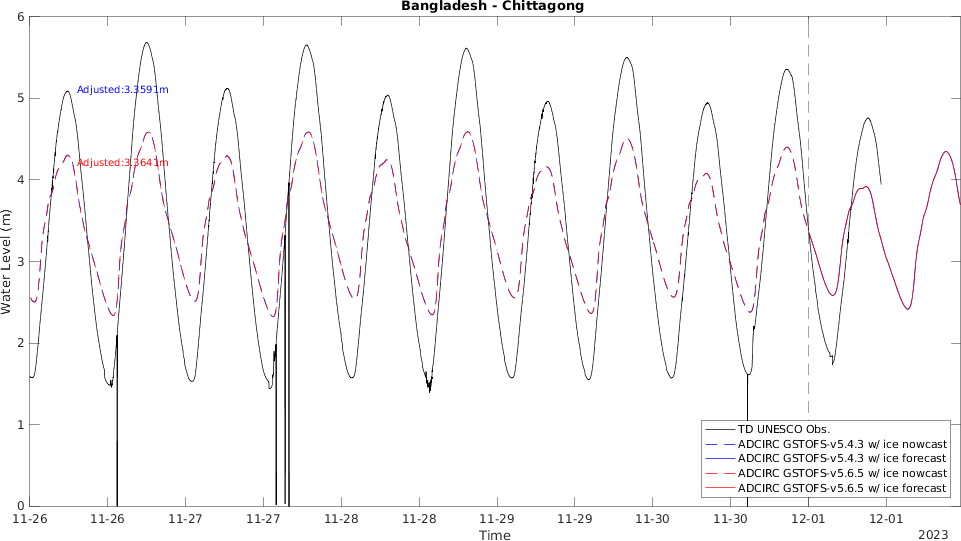 Bangladesh - Chittagong
6
5
4
3
2
1
0
Water Level (m)
Adjusted:3.3591m
Adjusted:3.3641m
TD UNESCO Obs.
ADCIRC GSTOFS-v5.4.3 w/ ice nowcast
ADCIRC GSTOFS-v5.4.3 w/ ice forecast
ADCIRC GSTOFS-v5.6.5 w/ ice nowcast
ADCIRC GSTOFS-v5.6.5 w/ ice forecast
11-26 11-26 11-27 11-27 11-28 11-28 11-29 11-29 11-30 11-30 12-01 12-01
Time
2023